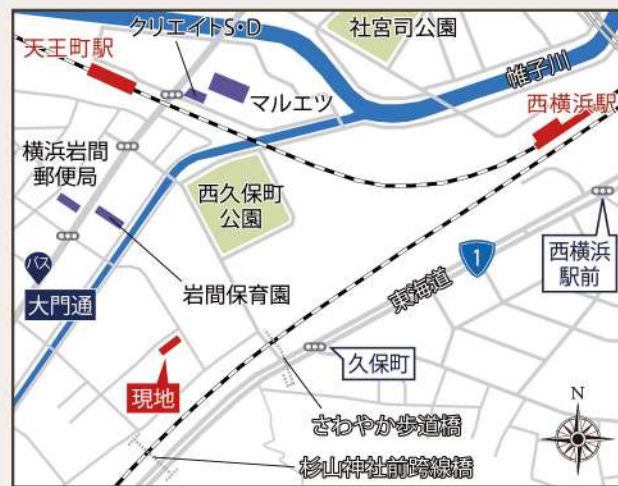 クリエイトS・D
社宮司公園
天王町駅
マルエツ
帷子川
西横浜駅
横浜岩間
郵便局
西久保町
公園
バス
大門通
岩間保育園
1
東海道
西横浜
駅前
久保町
現地
さわやか歩道橋
杉山神社前跨線橋
N